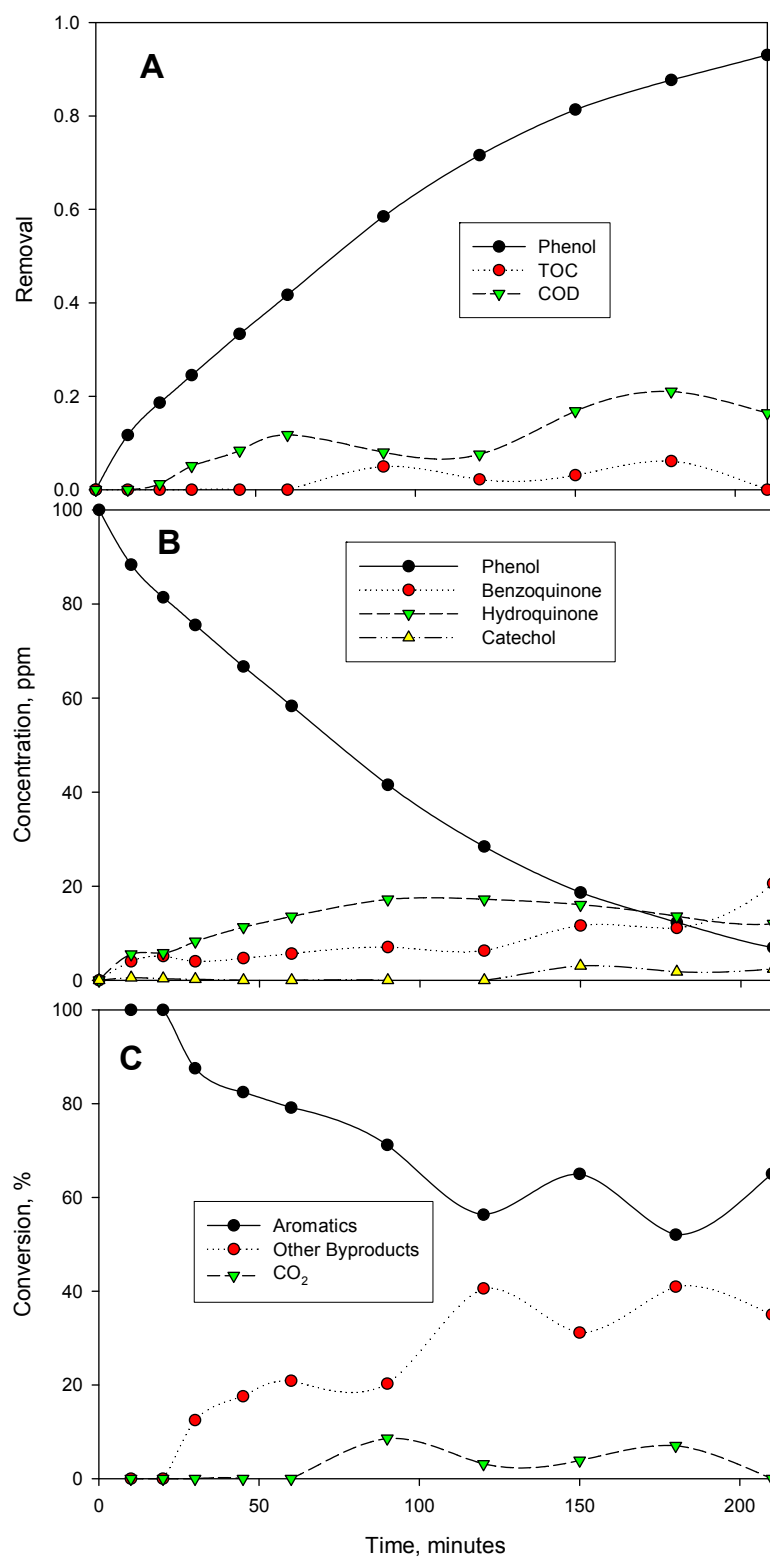 A
1.0
0.8
0.6
0.4
0.2
0.0
Removal
Phenol
TOC
COD
B
100
80
60
40
20
0
Concentration, ppm
Phenol
Benzoquinone
Hydroquinone
Catechol
C
100
80
60
40
20
0
Conversion, %
Aromatics
Other Byproducts
CO₂
0 50 100 150 200
Time, minutes